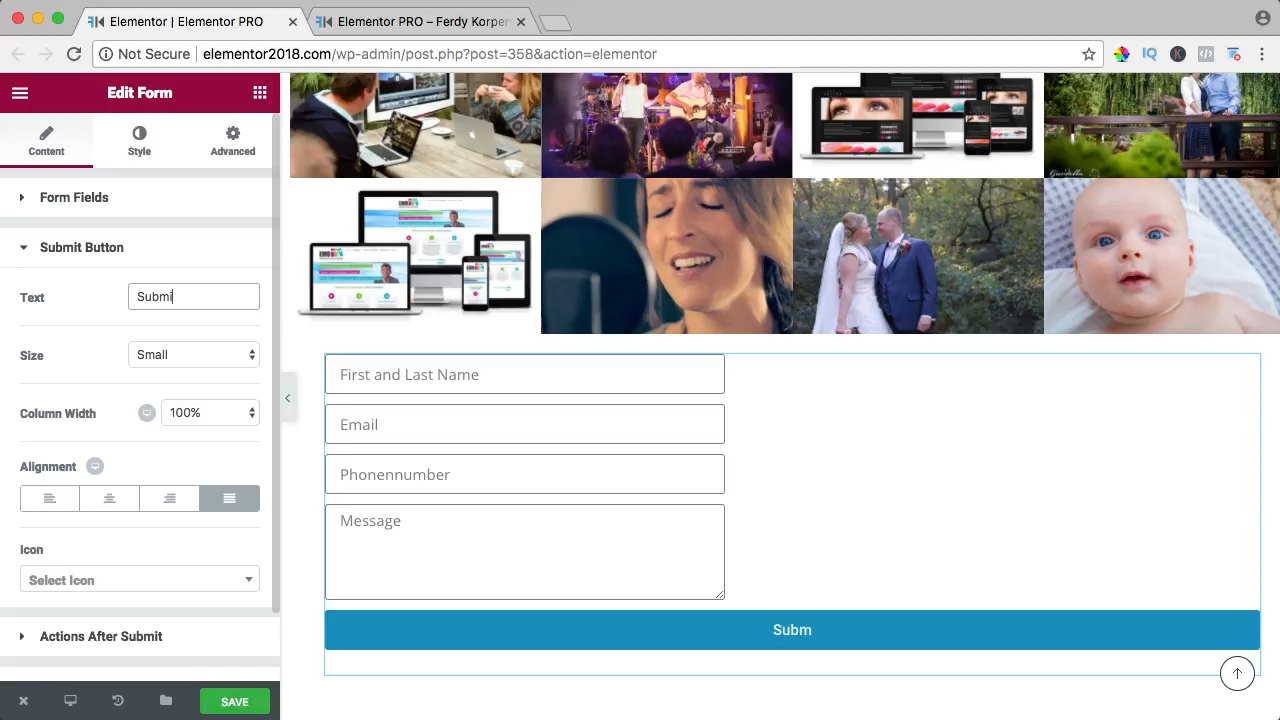 Elementor | Elementor PRO
Elementor PRO – Ferdy Korper
Not Secure
elementor2018.com/wp-admin/post.php?post=358&action=elementor
Edit Form
Content
Style
Advanced
Form Fields
Submit Button
Text
Submi
Size
Small
Column Width
100%
Alignment
Icon
Select Icon
Actions After Submit
SAVE
First and Last Name
Email
Phonennumber
Message
Subm